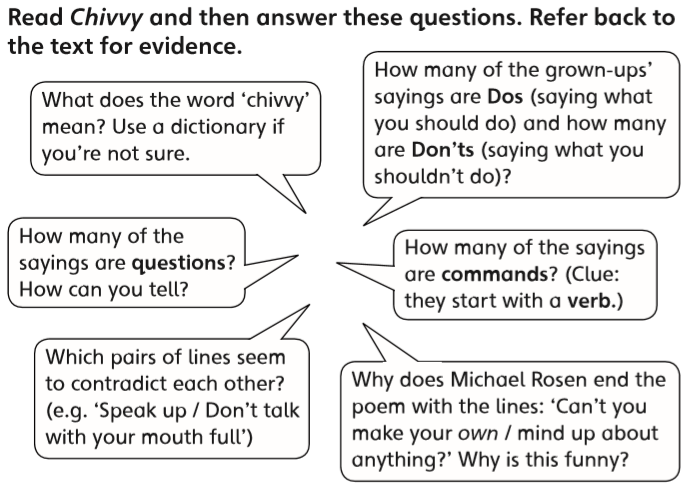 Read Chivvy and then answer these questions. Refer back to
the text for evidence.
What does the word ‘chivvy’
mean? Use a dictionary if
you’re not sure.
How many of the grown-ups’
sayings are Dos (saying what
you should do) and how many
are Don’ts (saying what you
shouldn’t do)?
How many of the
sayings are questions?
How can you tell?
How many of the sayings
are commands? (Clue:
they start with a verb.)
Which pairs of lines seem
to contradict each other?
(e.g. ‘Speak up / Don’t talk
with your mouth full’)
Why does Michael Rosen end the
poem with the lines: ‘Can’t you
make your own / mind up about
anything?’ Why is this funny?